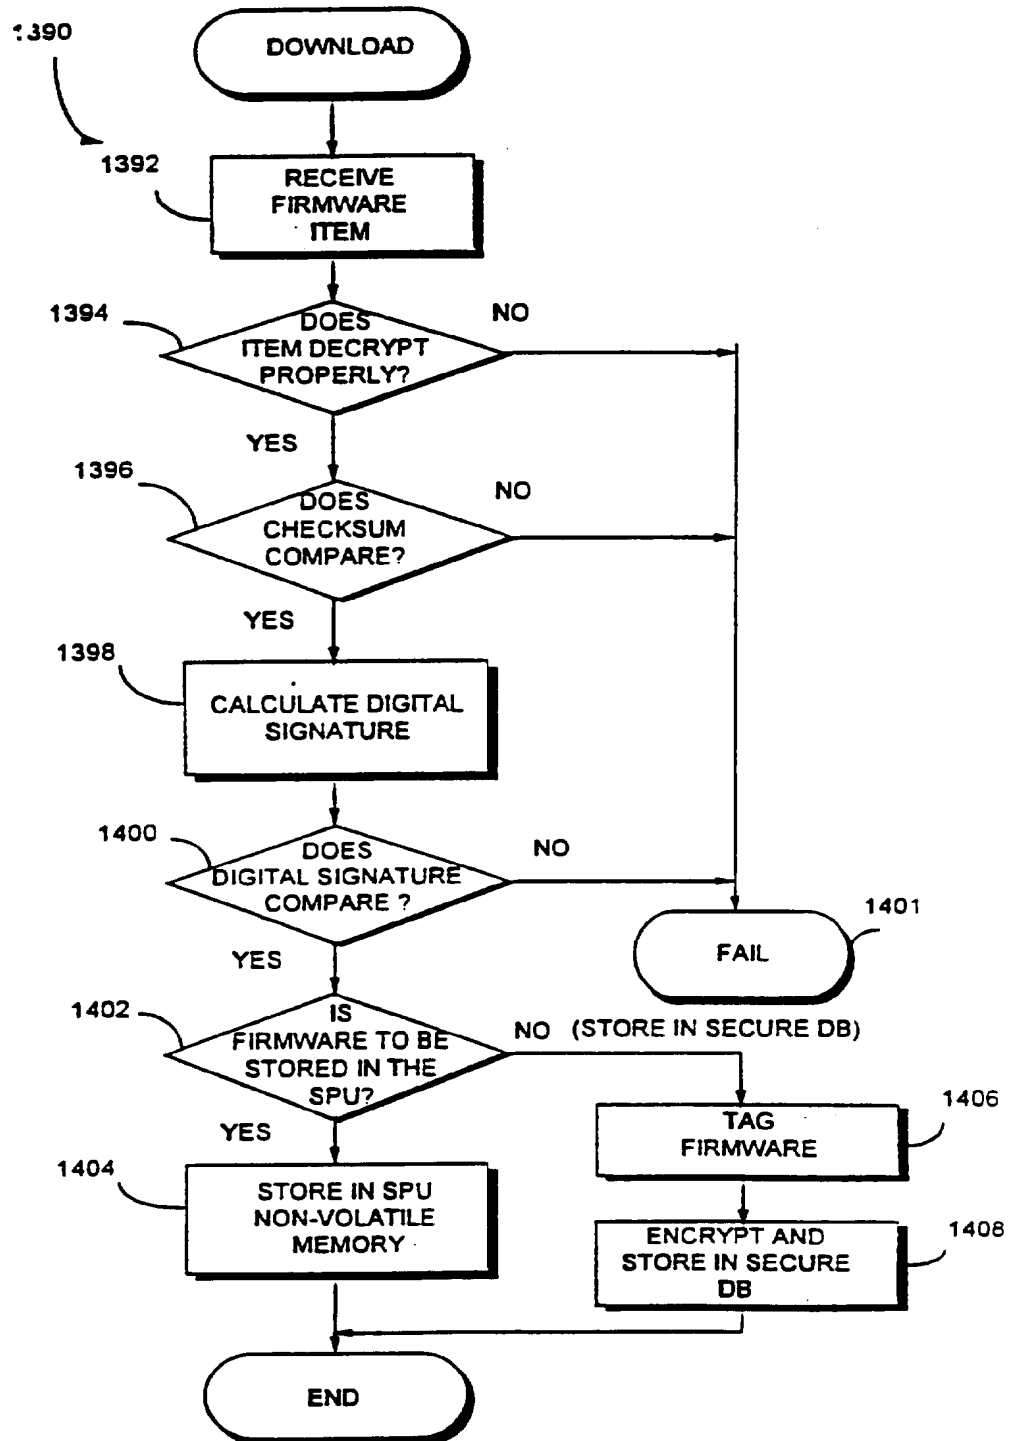 1390
DOWNLOAD
1392
RECEIVE
FIRMWARE
ITEM
1394
DOES
ITEM DECRYPT
PROPERLY?
NO
YES
1396
DOES
CHECKSUM
COMPARE?
NO
YES
1398
CALCULATE DIGITAL
SIGNATURE
1400
DOES
DIGITAL SIGNATURE
COMPARE ?
NO
YES
FAIL
1401
1402
IS
FIRMWARE TO BE
STORED IN THE
SPU?
NO (STORE IN SECURE DB)
YES
TAG
FIRMWARE
1406
1404
STORE IN SPU
NON-VOLATILE
MEMORY
ENCRYPT AND
STORE IN SECURE
DB
1408
END